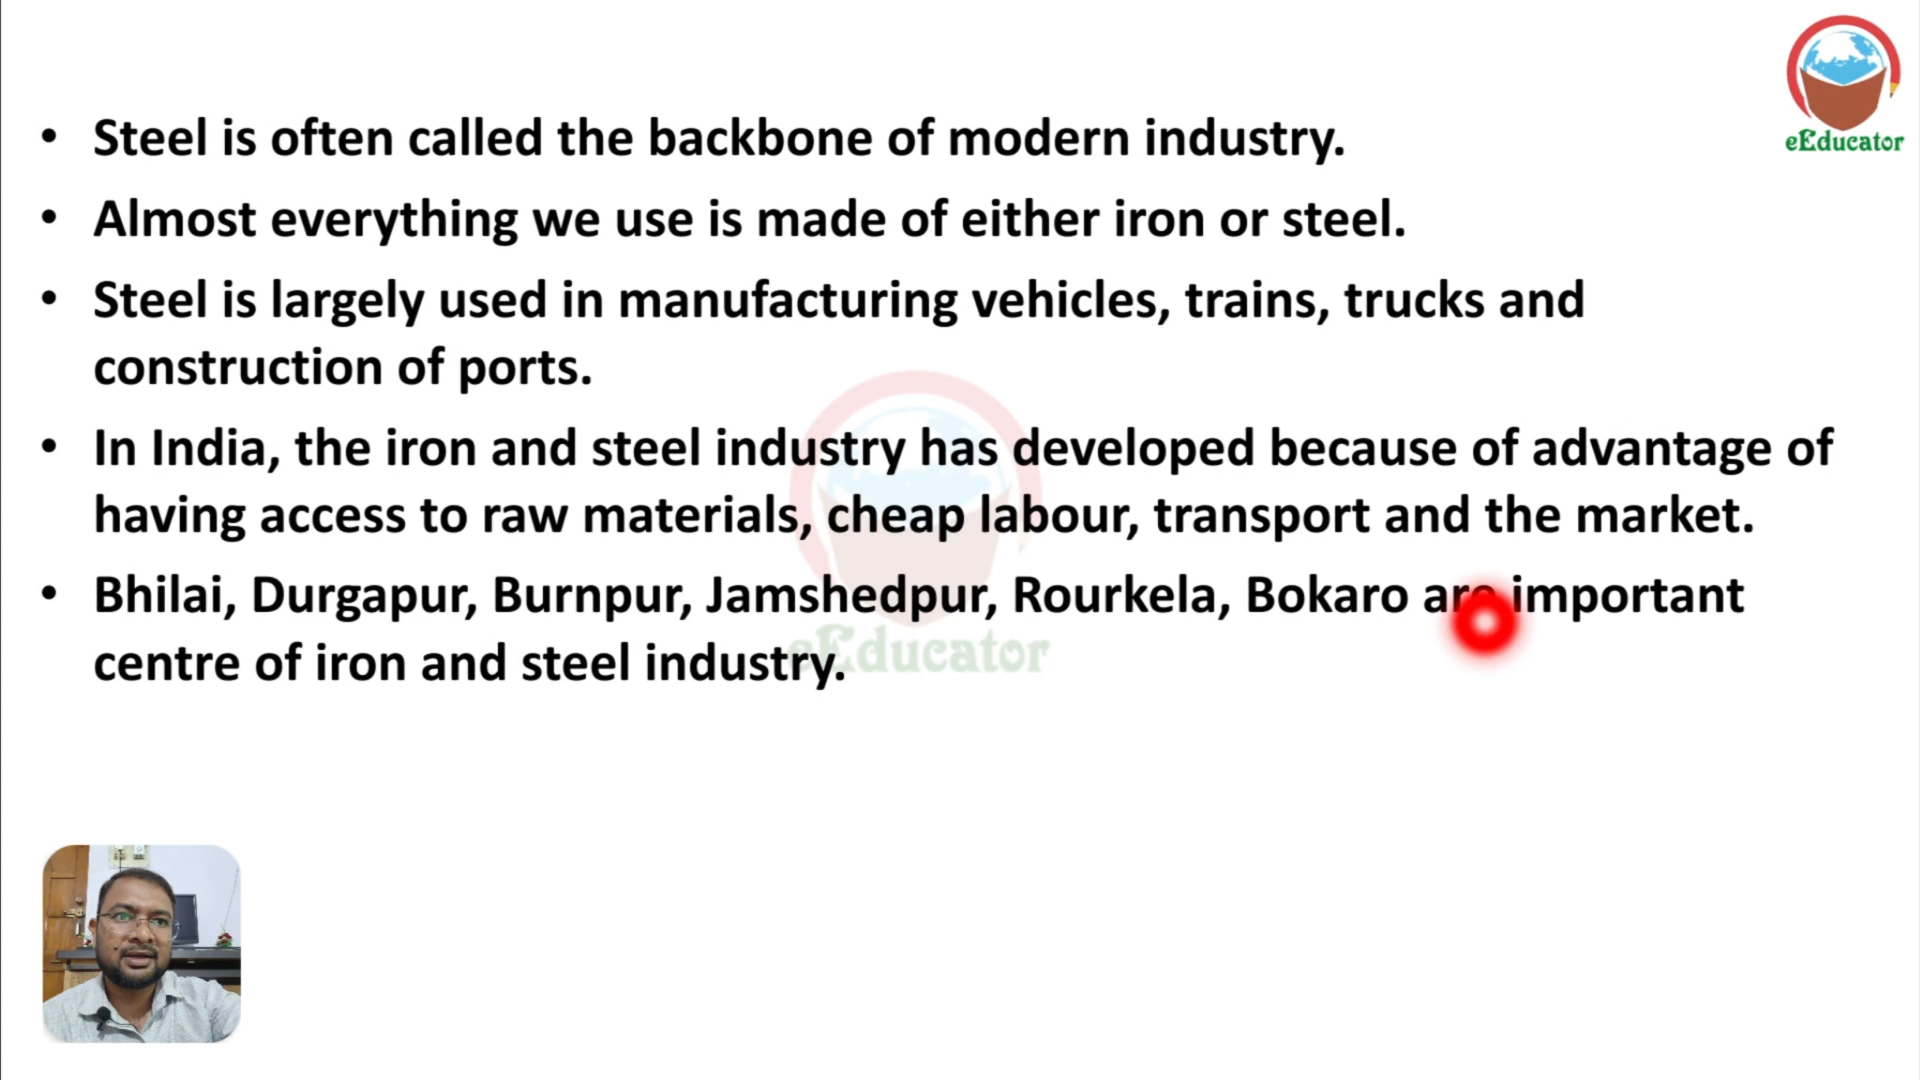 eEducator
• Steel is often called the backbone of modern industry.
• Almost everything we use is made of either iron or steel.
• Steel is largely used in manufacturing vehicles, trains, trucks and
construction of ports.
• In India, the iron and steel industry has developed because of advantage of
having access to raw materials, cheap labour, transport and the market.
• Bhilai, Durgapur, Burnpur, Jamshedpur, Rourkela, Bokaro are important
centre of iron and steel industry.
eEducator